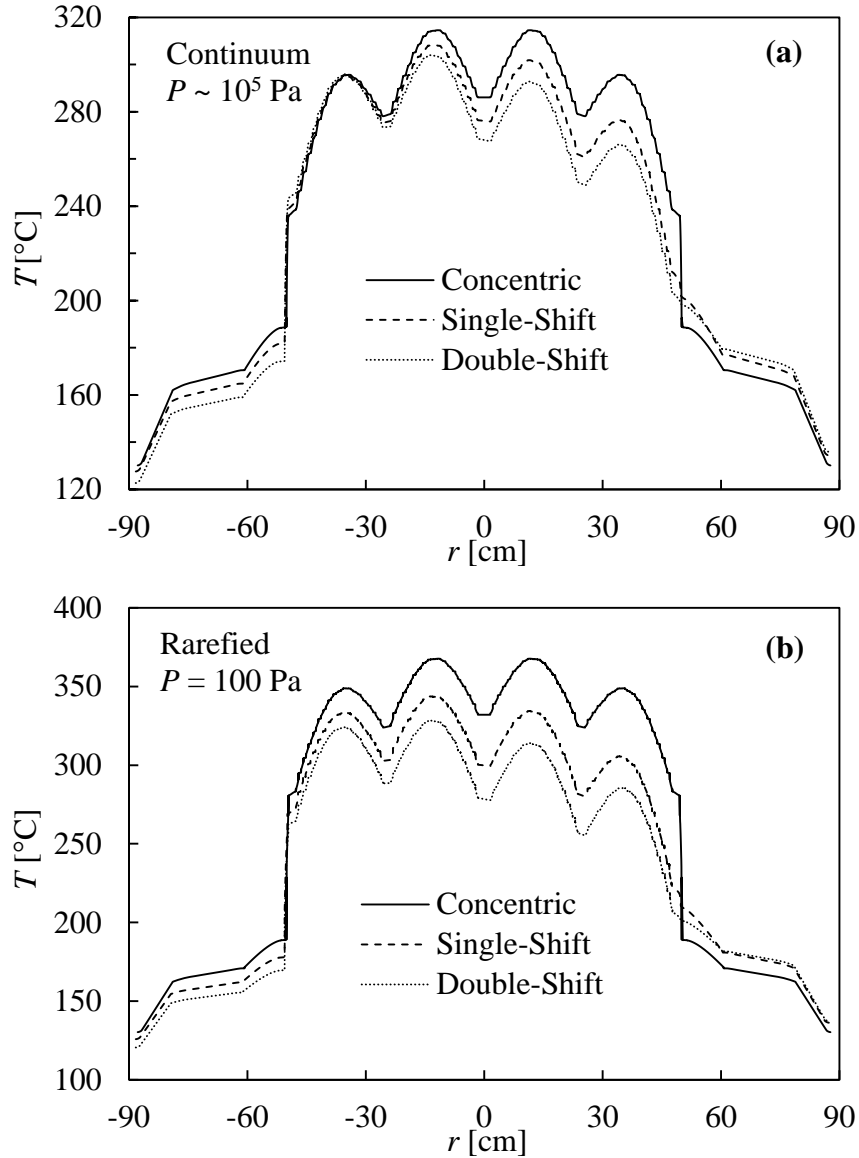 320
280
240
200
160
120
T [°C]
Continuum
P ~ 10⁵ Pa
(a)
Concentric
Single-Shift
Double-Shift
-90 -60 -30 0 30 60 90
r [cm]
400
350
300
250
200
150
100
T [°C]
Rarefied
P = 100 Pa
(b)
Concentric
Single-Shift
Double-Shift
-90 -60 -30 0 30 60 90
r [cm]